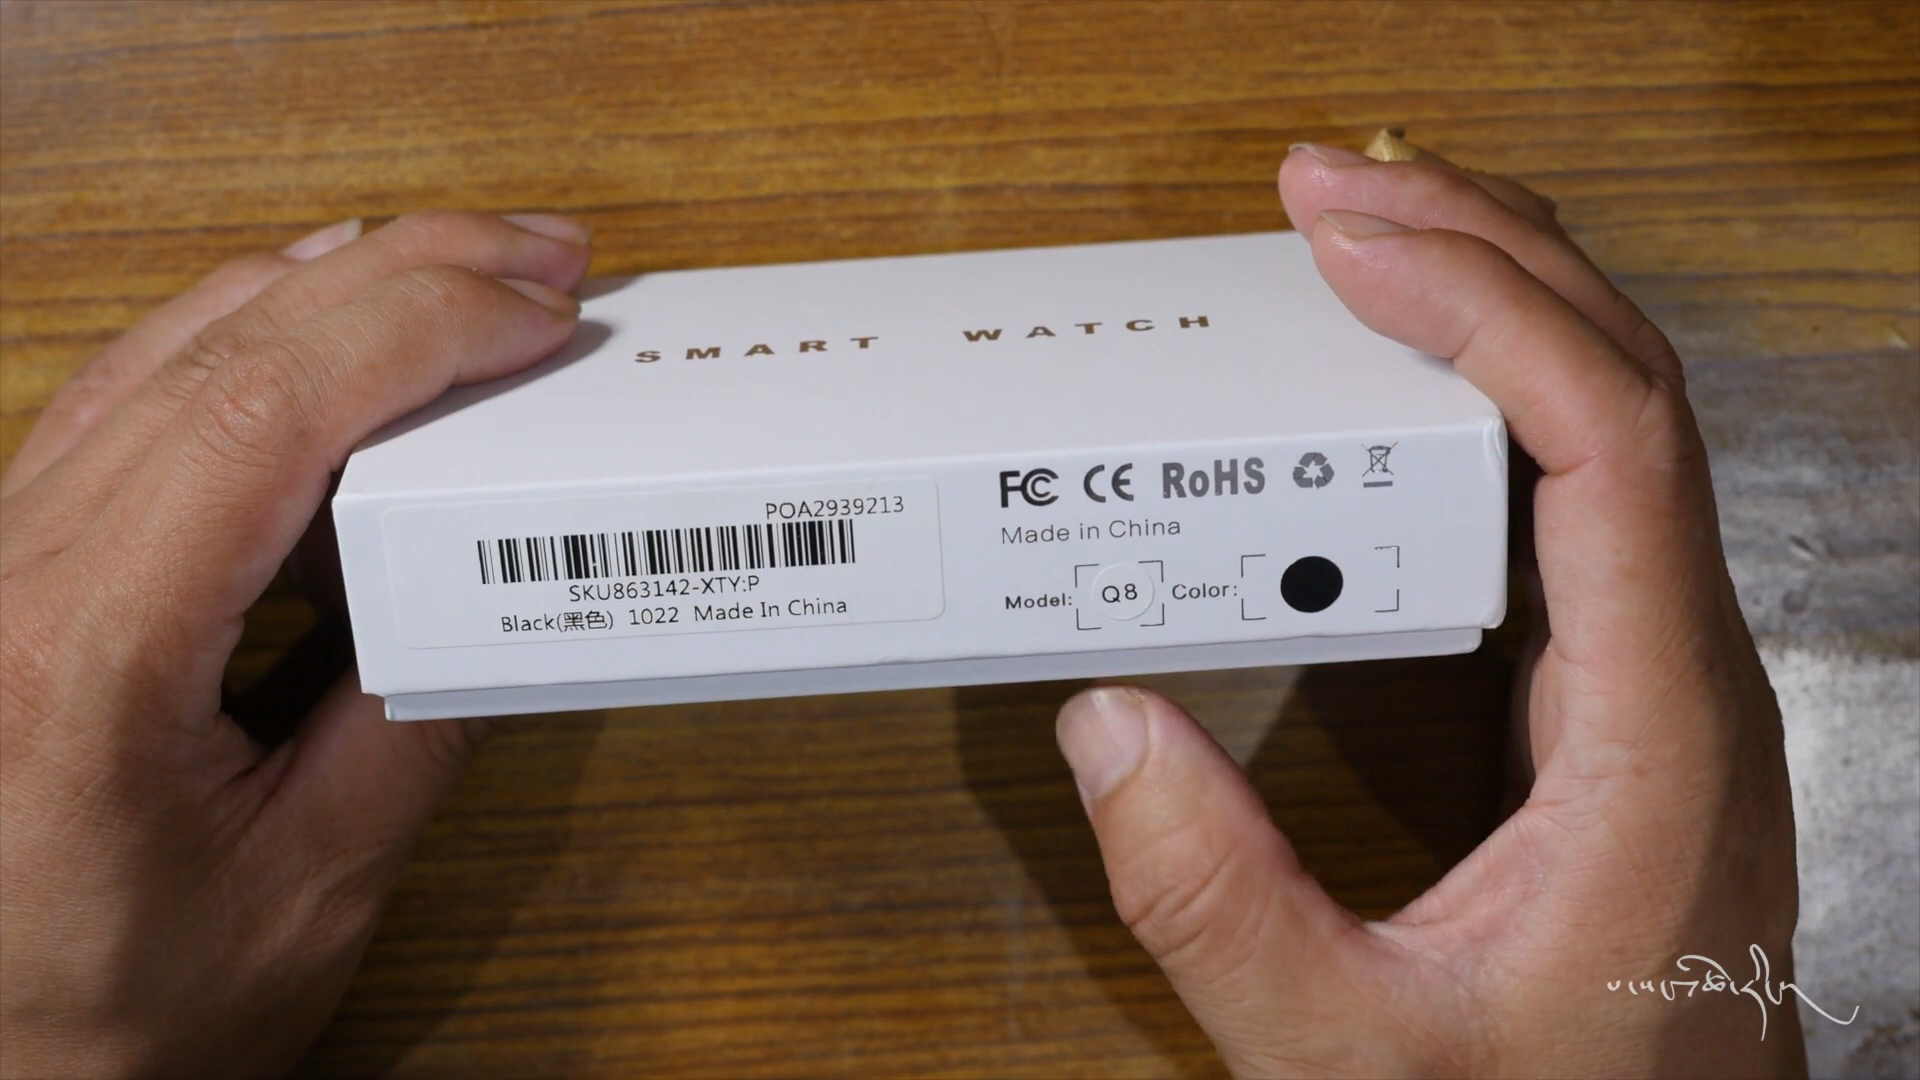 SMART WATCH
POA2939213
SKU863142-XTY:P
Black(黑色) 1022 Made In China
FC CE RoHS
Made in China
Model: Q8 Color: